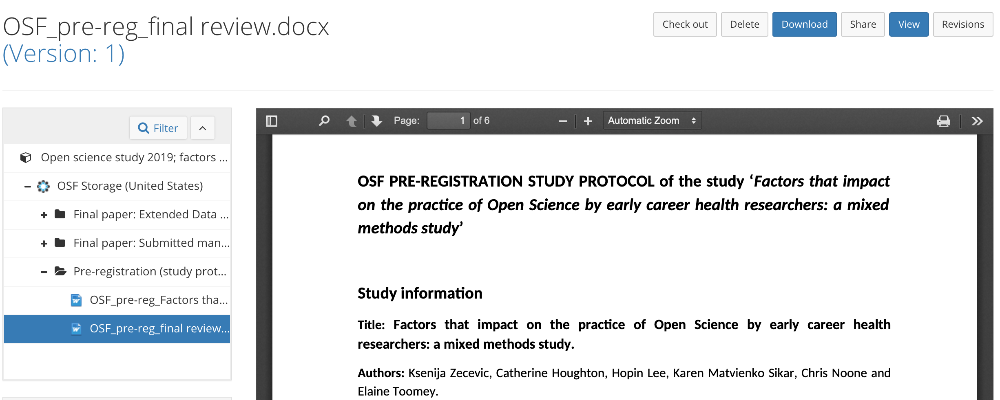 OSF_pre-reg_final review.docx
(Version: 1)
Check out
Delete
Download
Share
View
Revisions
Filter
Open science study 2019; factors ...
OSF Storage (United States)
Final paper: Extended Data ...
Final paper: Submitted man...
Pre-registration (study prot...
OSF_pre-reg_Factors tha...
OSF_pre-reg_final review...
Page: 1 of 6
Automatic Zoom
OSF PRE-REGISTRATION STUDY PROTOCOL of the study ‘Factors that impact
on the practice of Open Science by early career health researchers: a mixed
methods study’
Study information
Title: Factors that impact on the practice of Open Science by early career health
researchers: a mixed methods study.
Authors: Ksenija Zecevic, Catherine Houghton, Hopin Lee, Karen Matvienko Sikar, Chris Noone and
Elaine Toomey.